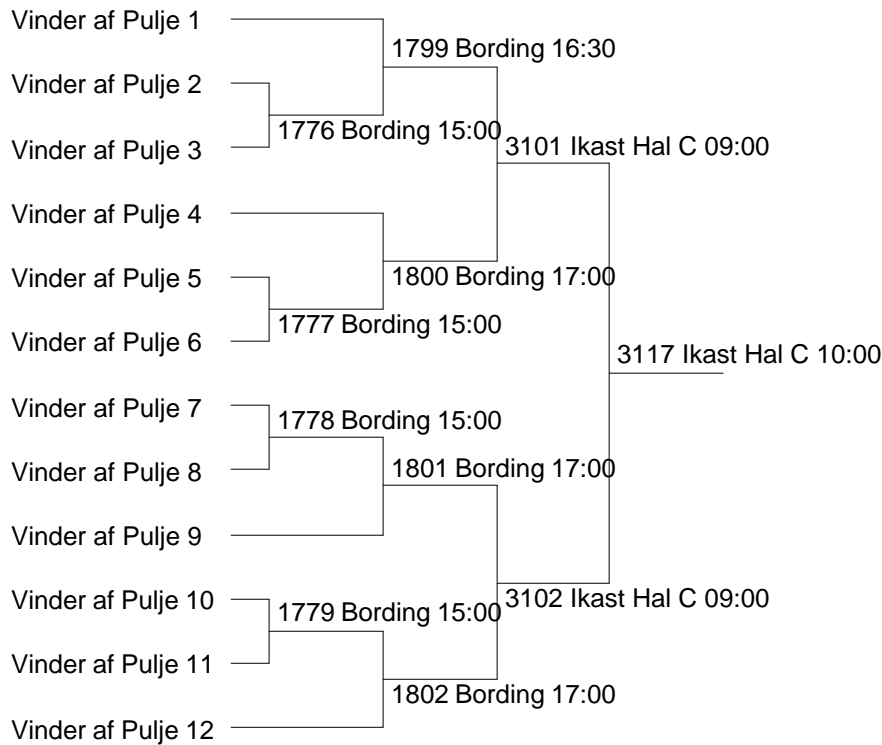 Vinder af Pulje 1
1799 Bording 16:30
Vinder af Pulje 2
1776 Bording 15:00
Vinder af Pulje 3
3101 Ikast Hal C 09:00
Vinder af Pulje 4
Vinder af Pulje 5
1800 Bording 17:00
1777 Bording 15:00
Vinder af Pulje 6
3117 Ikast Hal C 10:00
Vinder af Pulje 7
1778 Bording 15:00
Vinder af Pulje 8
1801 Bording 17:00
Vinder af Pulje 9
Vinder af Pulje 10
3102 Ikast Hal C 09:00
1779 Bording 15:00
Vinder af Pulje 11
1802 Bording 17:00
Vinder af Pulje 12